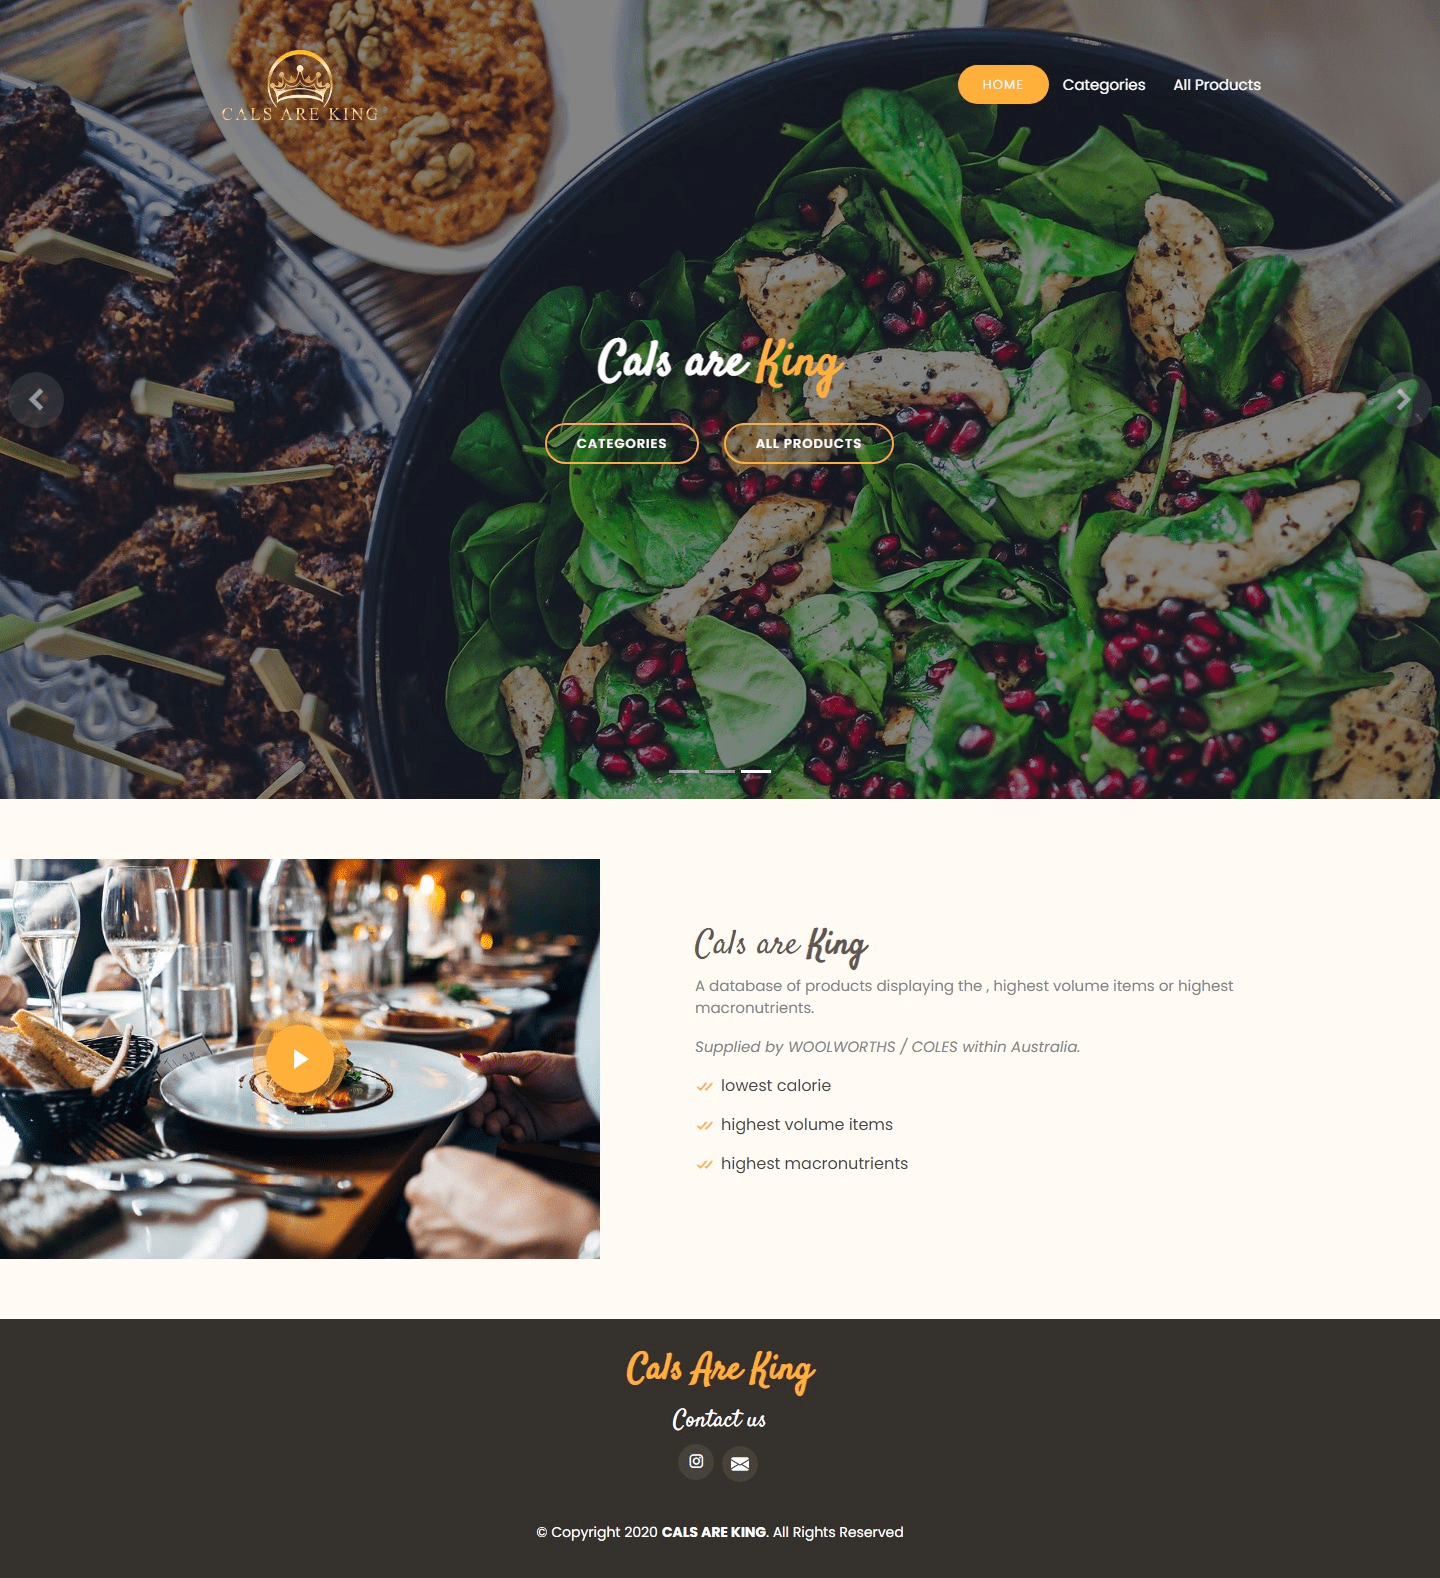 CALS ARE KING
HOME
Categories
All Products
Cals are King
CATEGORIES
ALL PRODUCTS
Cals are King
A database of products displaying the , highest volume items or highest
macronutrients.
Supplied by WOOLWORTHS / COLES within Australia.
lowest calorie
highest volume items
highest macronutrients
Cals Are King
Contact us
© Copyright 2020 CALS ARE KING. All Rights Reserved